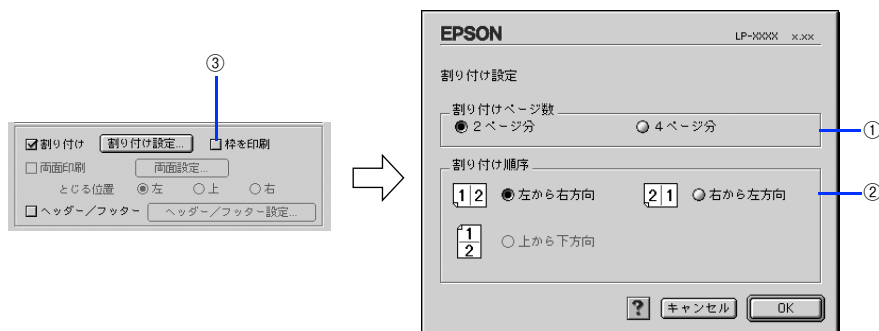 ③
☑割り付け 割り付け設定... □枠を印刷
□両面印刷 両面設定...
とじる位置 ◉左 ○上 ○右
□ヘッダー／フッター ヘッダー／フッター設定...
EPSON LP-XXXX x.xx
割り付け設定
割り付けページ数
◉2ページ分 ○4ページ分 ①
割り付け順序 ②
1 2 ◉左から右方向 2 1 ○右から左方向
1
2 ○上から下方向
? キャンセル OK